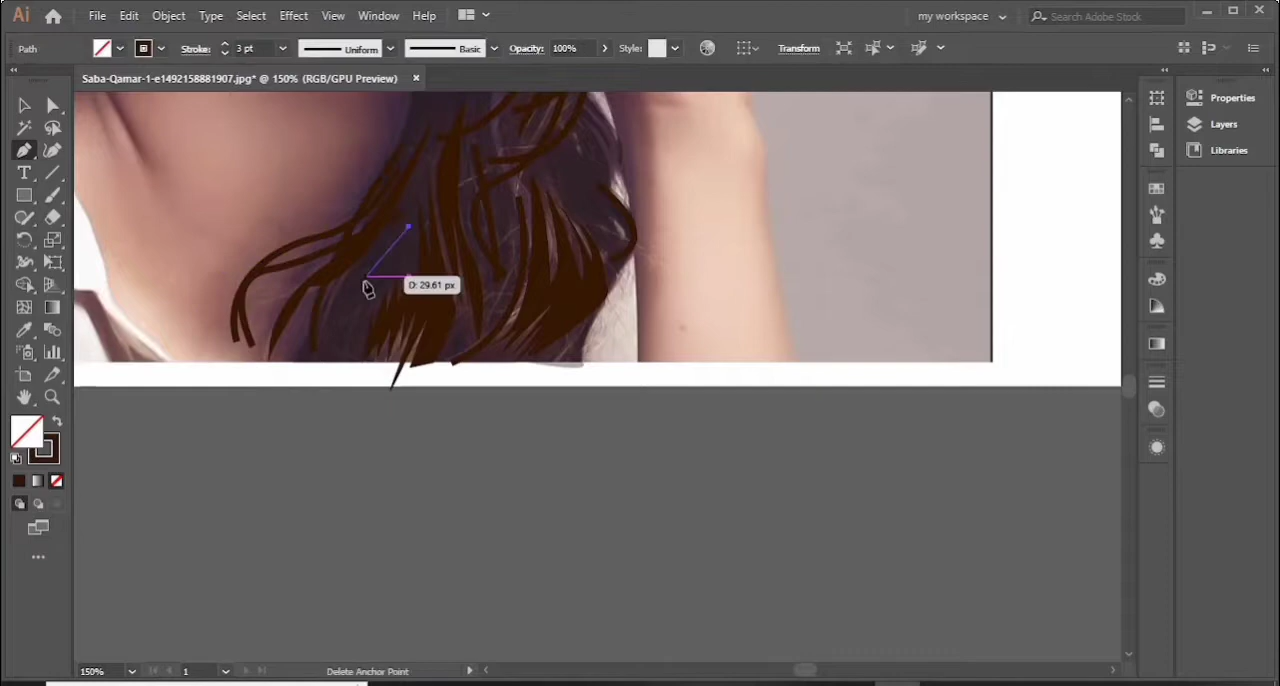 Ai File Edit Object Type Select Effect View Window Help my workspace Search Adobe Stock
Path Stroke: 3 pt Uniform Basic Opacity: 100% Style: Transform
Saba-Qamar-1-e1492158881907.jpg* @ 150% (RGB/GPU Preview)
Properties
Layers
Libraries
D: 29.61 px
150% 1 Delete Anchor Point